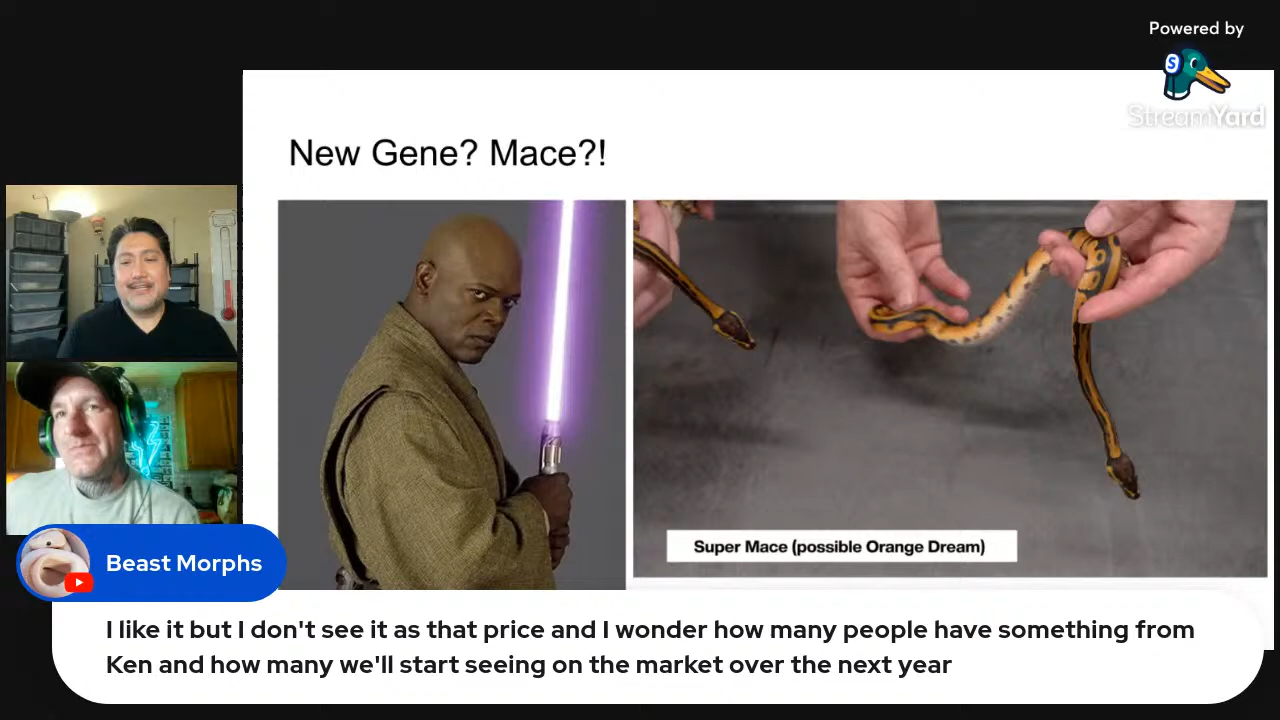 Powered by
S
StreamYard
New Gene? Mace?!
Super Mace (possible Orange Dream)
Beast Morphs
I like it but I don't see it as that price and I wonder how many people have something from
Ken and how many we'll start seeing on the market over the next year